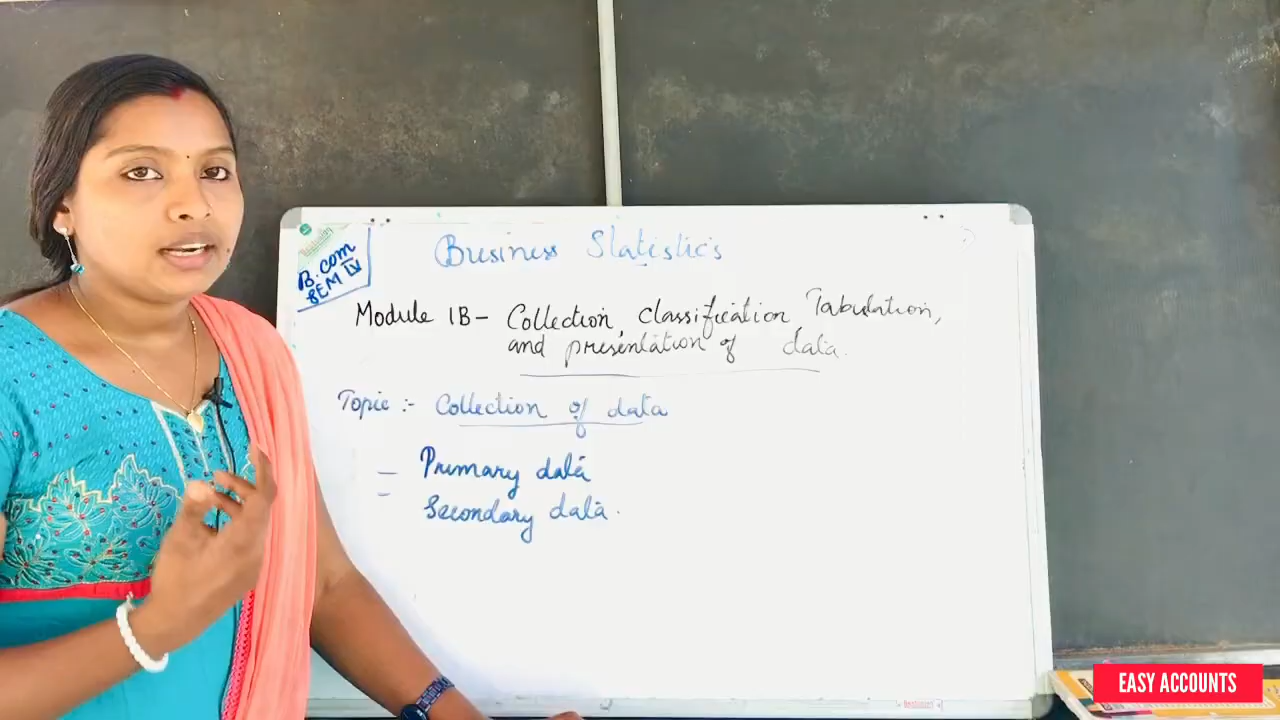 B.com
SEM IV
Business Statistics
Module 1B - Collection, classification Tabulation,
and presentation of data.
Topic :- Collection of data
- Primary data
- Secondary data.
EASY ACCOUNTS